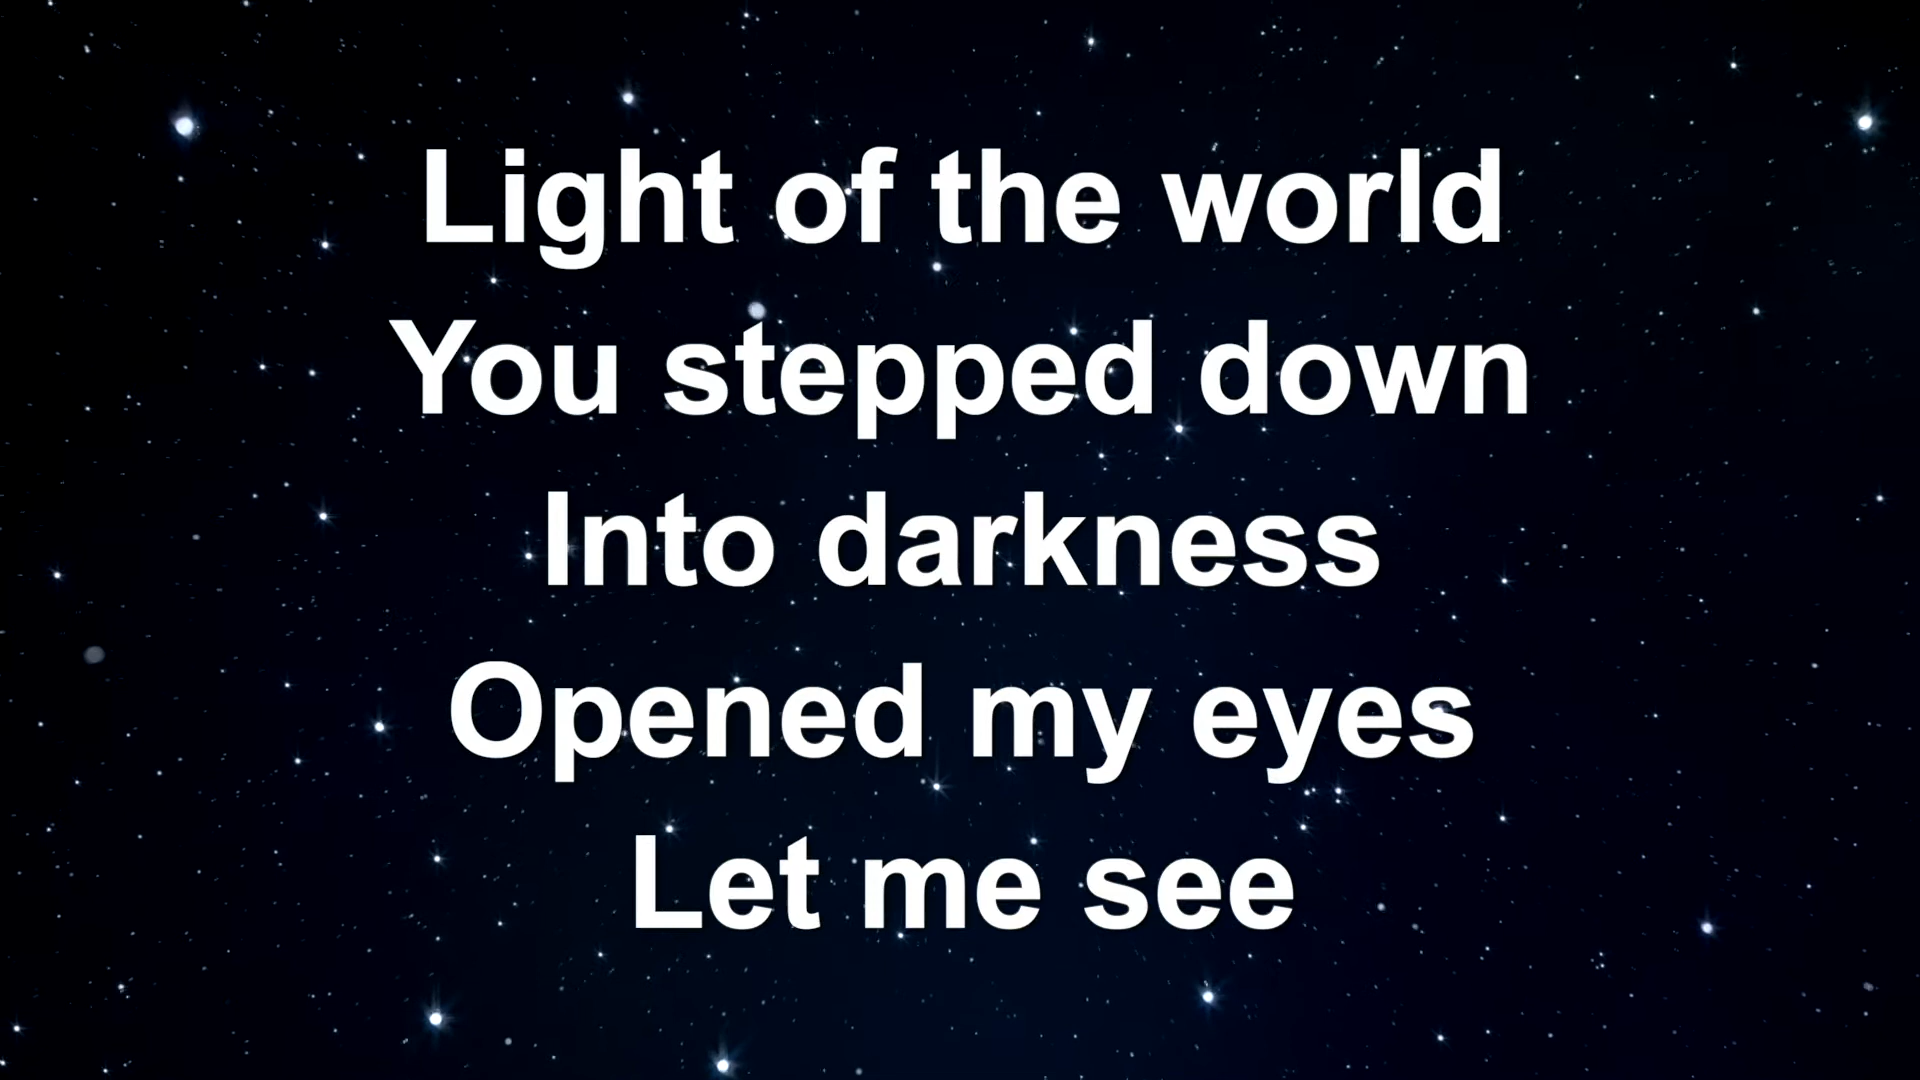 Light of the world
You stepped down
Into darkness
Opened my eyes
Let me see